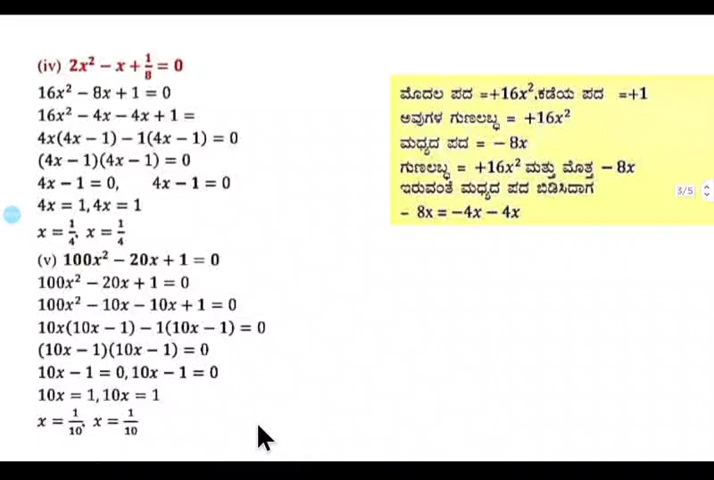 (iv) 2x² − x + 1/8 = 0
16x² − 8x + 1 = 0
16x² − 4x − 4x + 1 =
4x(4x − 1) − 1(4x − 1) = 0
(4x − 1)(4x − 1) = 0
4x − 1 = 0, 4x − 1 = 0
4x = 1, 4x = 1
x = 1/4, x = 1/4
(v) 100x² − 20x + 1 = 0
100x² − 20x + 1 = 0
100x² − 10x − 10x + 1 = 0
10x(10x − 1) − 1(10x − 1) = 0
(10x − 1)(10x − 1) = 0
10x − 1 = 0, 10x − 1 = 0
10x = 1, 10x = 1
x = 1/10, x = 1/10
ಮೊದಲ ಪದ =+16x²,ಕಡೆಯ ಪದ =+1
ಅವುಗಳ ಗುಣಲಬ್ಧ = +16x²
ಮಧ್ಯದ ಪದ = − 8x
ಗುಣಲಬ್ಧ = +16x² ಮತ್ತು ಮೊತ್ತ − 8x
ಇರುವಂತೆ ಮಧ್ಯದ ಪದ ಬಿಡಿಸಿದಾಗ
− 8x = −4x − 4x
3/5